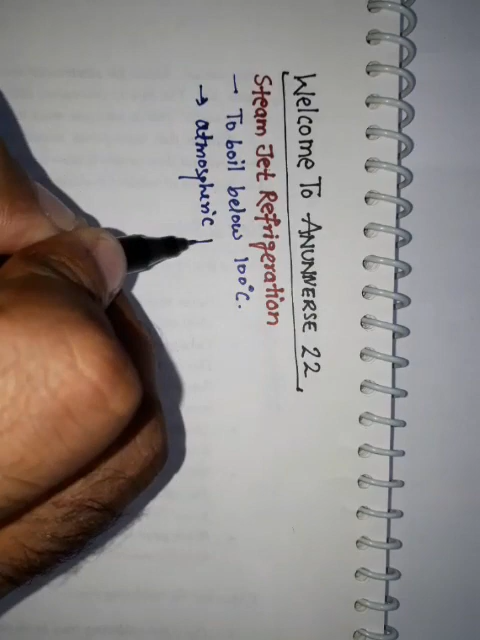 Welcome To ANUNIVERSE 22
Steam Jet Refrigeration
→ To boil below 100°C.
→ atmospheric